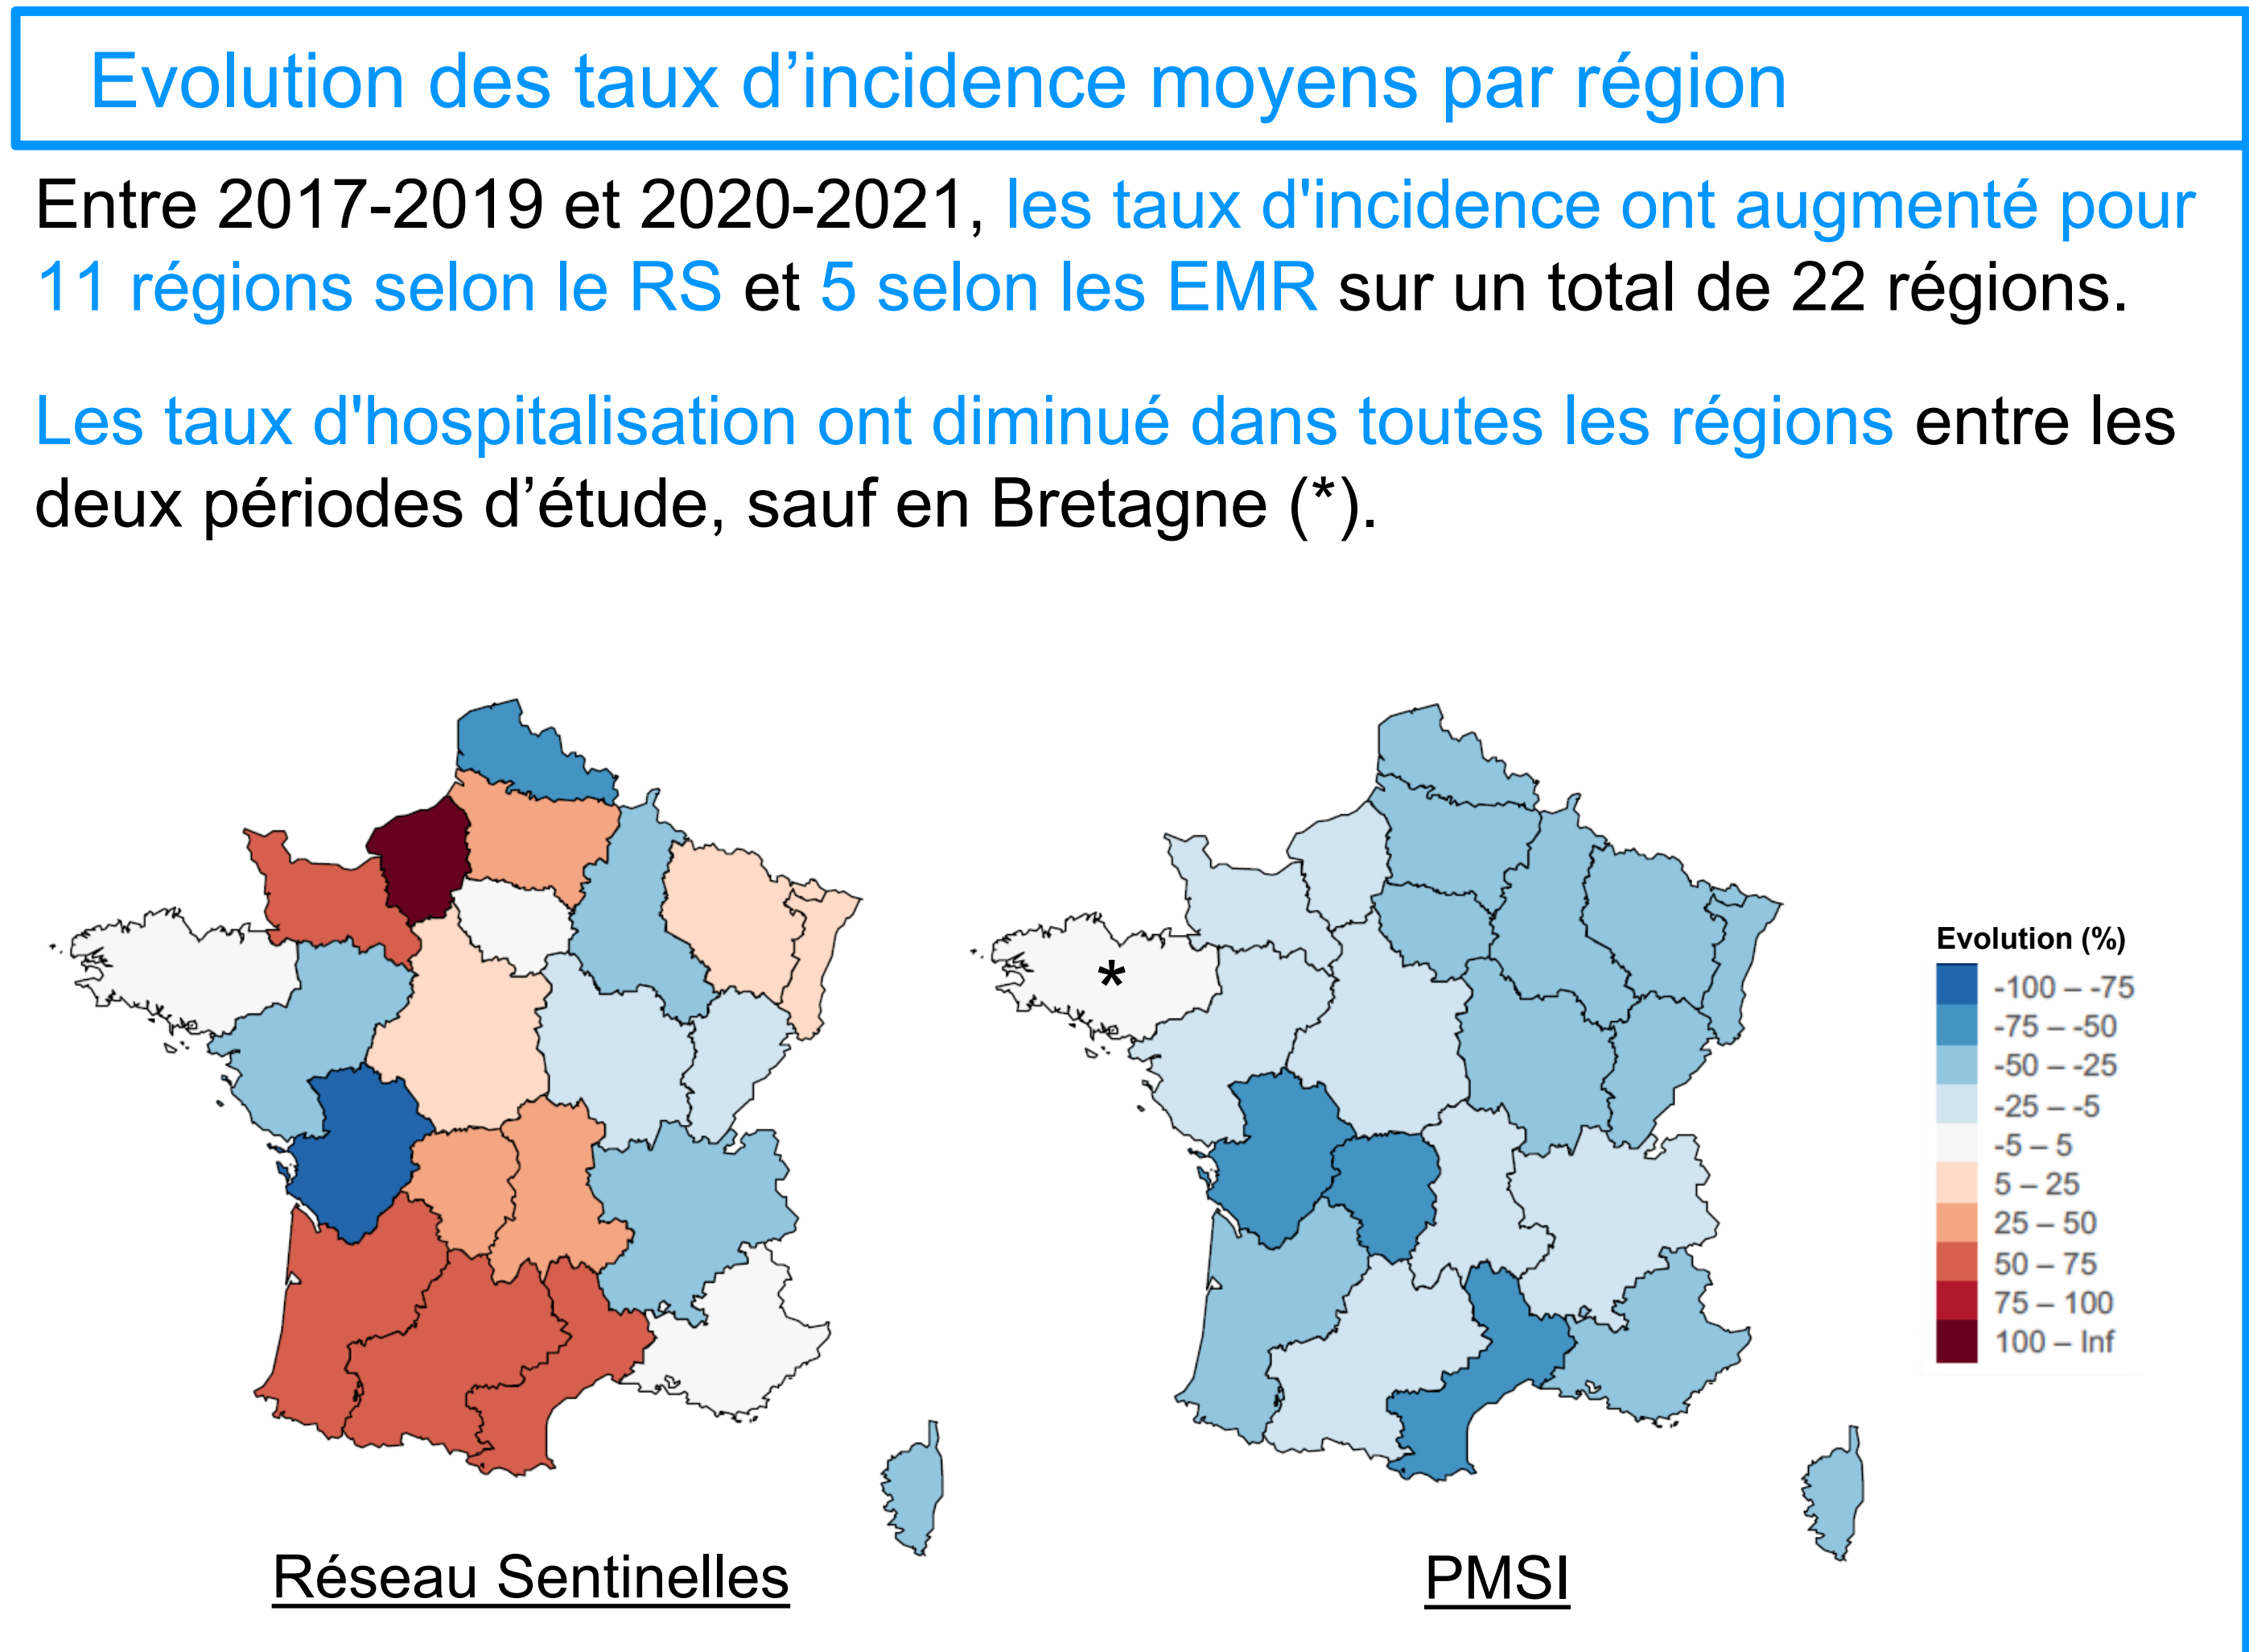 Evolution des taux d’incidence moyens par région
Entre 2017-2019 et 2020-2021, les taux d'incidence ont augmenté pour
11 régions selon le RS et 5 selon les EMR sur un total de 22 régions.
Les taux d'hospitalisation ont diminué dans toutes les régions entre les
deux périodes d’étude, sauf en Bretagne (*).
*
Evolution (%)
-100 – -75
-75 – -50
-50 – -25
-25 – -5
-5 – 5
5 – 25
25 – 50
50 – 75
75 – 100
100 – Inf
Réseau Sentinelles
PMSI